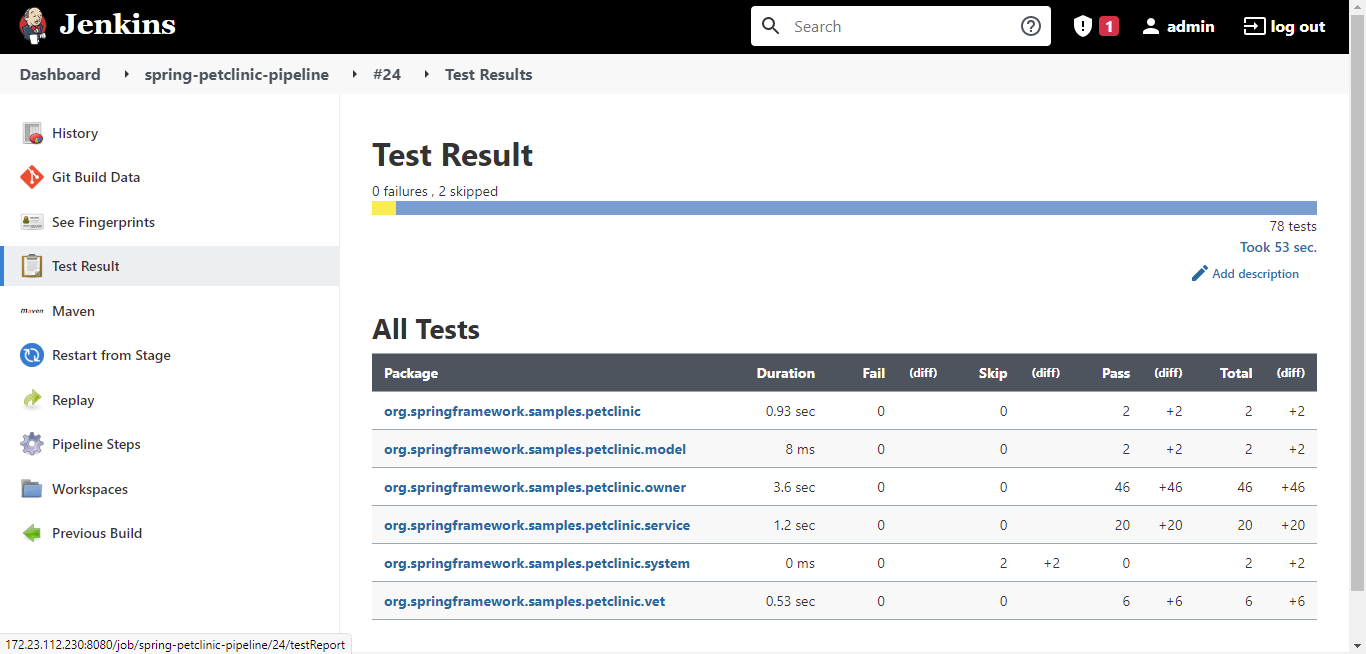 Jenkins
Search
1
admin
log out
Dashboard
spring-petclinic-pipeline
#24
Test Results
History
Git Build Data
See Fingerprints
Test Result
maven Maven
Restart from Stage
Replay
Pipeline Steps
Workspaces
Previous Build
Test Result
0 failures , 2 skipped
78 tests
Took 53 sec.
Add description
All Tests
Package Duration Fail (diff) Skip (diff) Pass (diff) Total (diff)
org.springframework.samples.petclinic 0.93 sec 0 0 2 +2 2 +2
org.springframework.samples.petclinic.model 8 ms 0 0 2 +2 2 +2
org.springframework.samples.petclinic.owner 3.6 sec 0 0 46 +46 46 +46
org.springframework.samples.petclinic.service 1.2 sec 0 0 20 +20 20 +20
org.springframework.samples.petclinic.system 0 ms 0 2 +2 0 2 +2
org.springframework.samples.petclinic.vet 0.53 sec 0 0 6 +6 6 +6
172.23.112.230:8080/job/spring-petclinic-pipeline/24/testReport